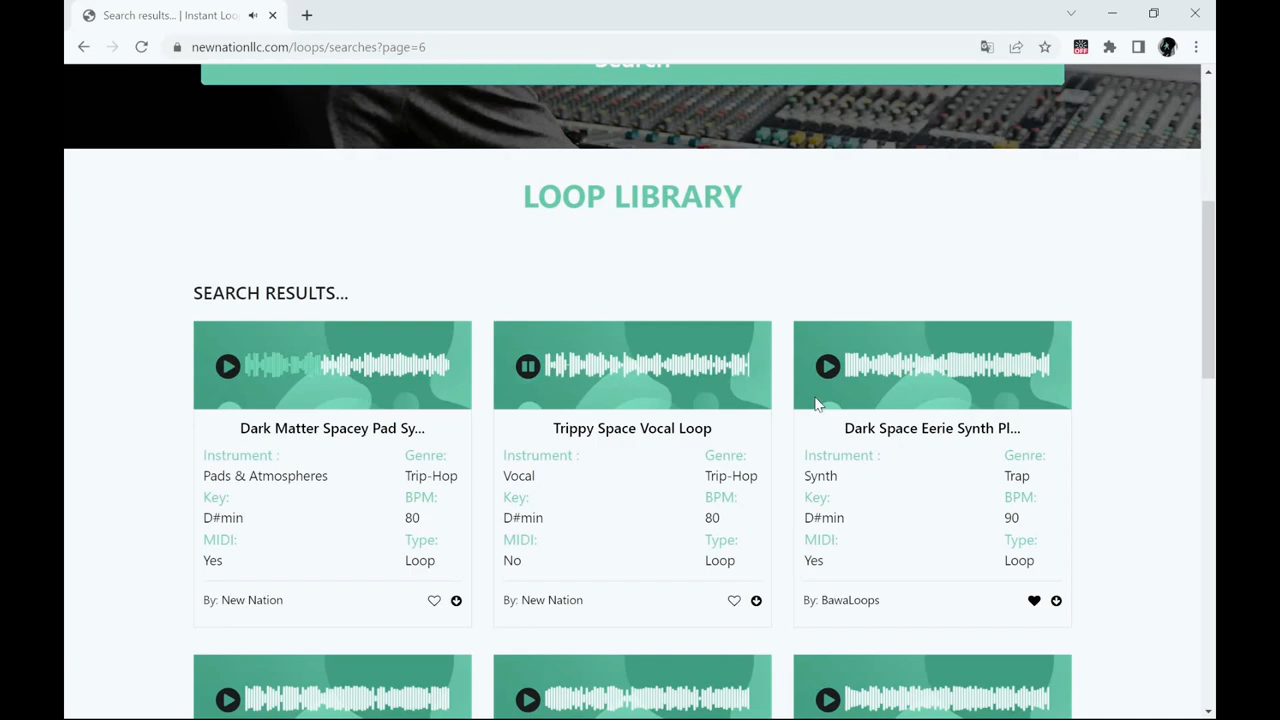 Search results... | Instant Loo
newnationllc.com/loops/searches?page=6
OFF
Search
LOOP LIBRARY
SEARCH RESULTS...
Dark Matter Spacey Pad Sy...
Instrument :
Genre:
Pads & Atmospheres
Trip-Hop
Key:
BPM:
D#min
80
MIDI:
Type:
Yes
Loop
By: New Nation
Trippy Space Vocal Loop
Instrument :
Genre:
Vocal
Trip-Hop
Key:
BPM:
D#min
80
MIDI:
Type:
No
Loop
By: New Nation
Dark Space Eerie Synth Pl...
Instrument :
Genre:
Synth
Trap
Key:
BPM:
D#min
90
MIDI:
Type:
Yes
Loop
By: BawaLoops